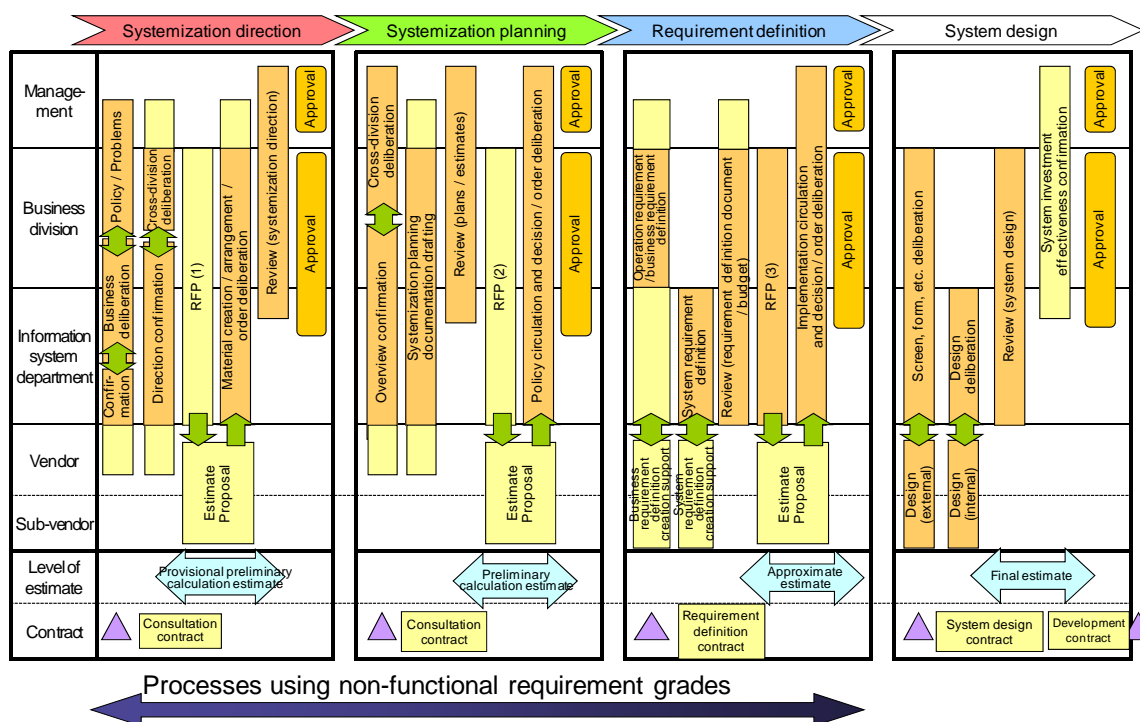 Systemization direction
Systemization planning
Requirement definition
System design
Manage-
ment
Business
division
Information
system
department
Vendor
Sub-vendor
Level of
estimate
Contract
Policy / Problems
Business
deliberation
Confir-
mation
Cross-division
deliberation
Direction confirmation
RFP (1)
Material creation / arrangement /
order deliberation
Review (systemization direction)
Approval
Approval
Estimate
Proposal
Provisional preliminary
calculation estimate
Consultation
contract
Cross-division
deliberation
Overview confirmation
Systemization planning
documentation drafting
Review (plans / estimates)
RFP (2)
Policy circulation and decision / order deliberation
Approval
Approval
Estimate
Proposal
Preliminary
calculation estimate
Consultation
contract
Operation requirement
/business requirement
definition
Business
requirement
definition
creation support
System requirement
definition
System
requirement
definition
creation support
Review (requirement definition document
/ budget)
RFP (3)
Implementation circulation
and decision / order deliberation
Approval
Approval
Estimate
Proposal
Approximate
estimate
Requirement
definition
contract
Screen, form, etc. deliberation
Design
(external)
Design
deliberation
Design
(internal)
Review (system design)
System investment
effectiveness confirmation
Approval
Approval
Final estimate
System design
contract
Development
contract
Processes using non-functional requirement grades